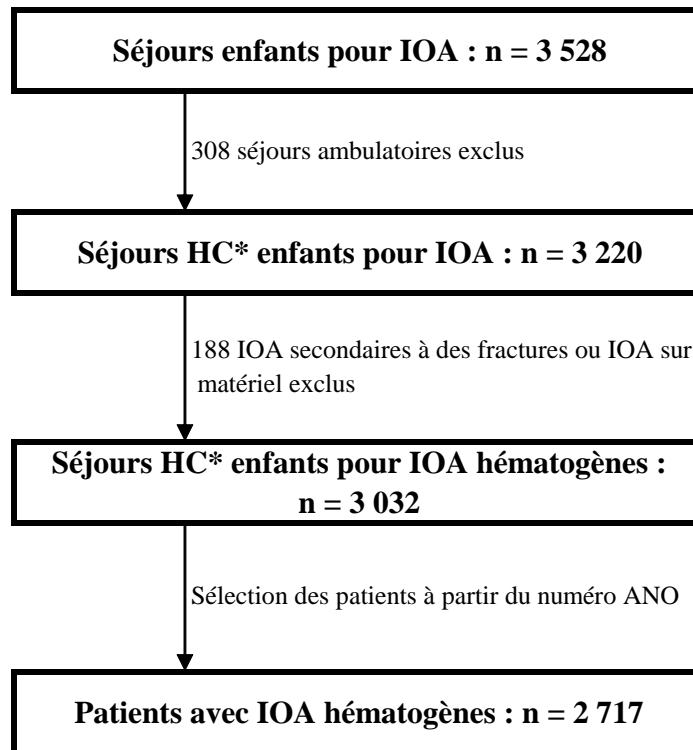 Séjours enfants pour IOA : n = 3 528
308 séjours ambulatoires exclus
Séjours HC* enfants pour IOA : n = 3 220
188 IOA secondaires à des fractures ou IOA sur
matériel exclus
Séjours HC* enfants pour IOA hématogènes :
n = 3 032
Sélection des patients à partir du numéro ANO
Patients avec IOA hématogènes : n = 2 717